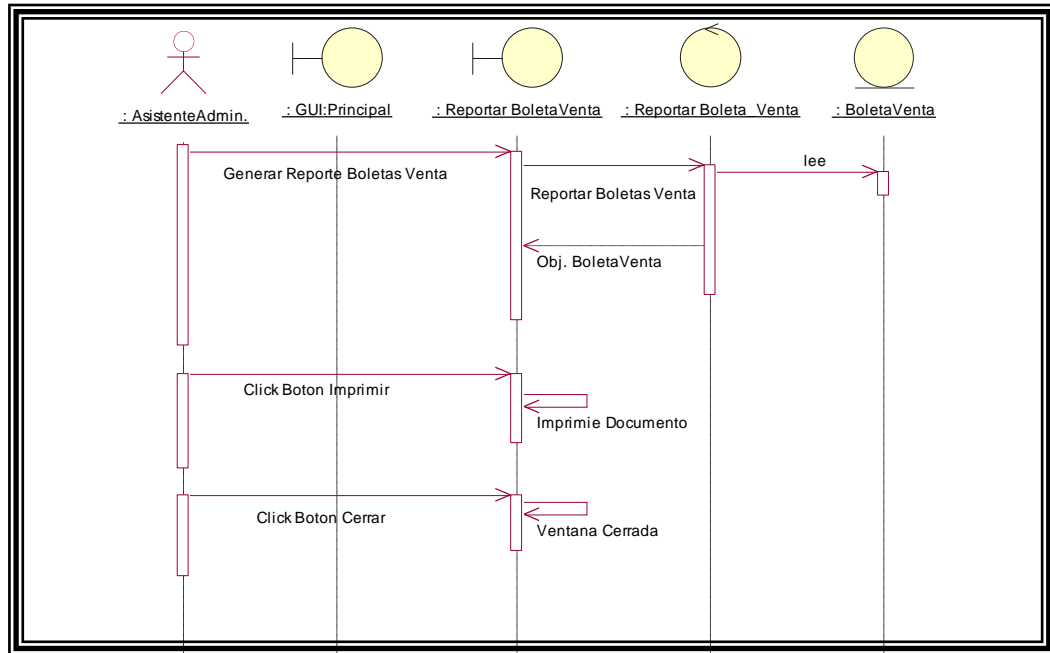 : AsistenteAdmin.
: GUI:Principal
: Reportar BoletaVenta
: Reportar Boleta_Venta
: BoletaVenta
Generar Reporte Boletas Venta
Reportar Boletas Venta
lee
Obj. BoletaVenta
Click Boton Imprimir
Imprimie Documento
Click Boton Cerrar
Ventana Cerrada